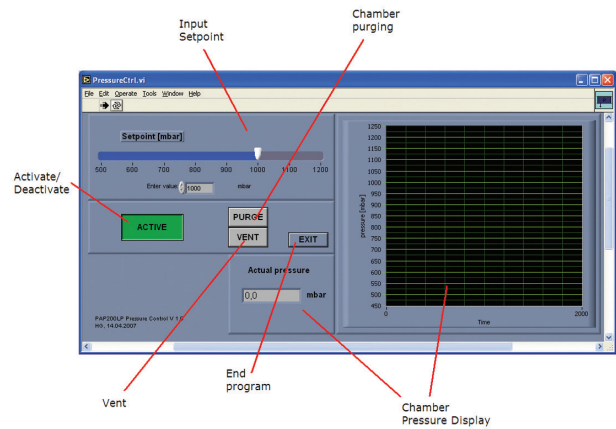 Input
Setpoint
Chamber
purging
PressureCtrl.vi
File Edit Operate Tools Window Help
Setpoint [mbar]
500 600 700 800 900 1000 1100 1200
Enter value 1000 mbar
Activate/
Deactivate
ACTIVE
PURGE
VENT
EXIT
Actual pressure
0,0 mbar
PAP200LP Pressure Control V 1.0
HG, 14.04.2007
1250
1200
1150
1100
1050
1000
950
900
850
800
750
700
650
600
550
500
450
pressure [mbar]
0 2000
Time
Vent
End
program
Chamber
Pressure Display